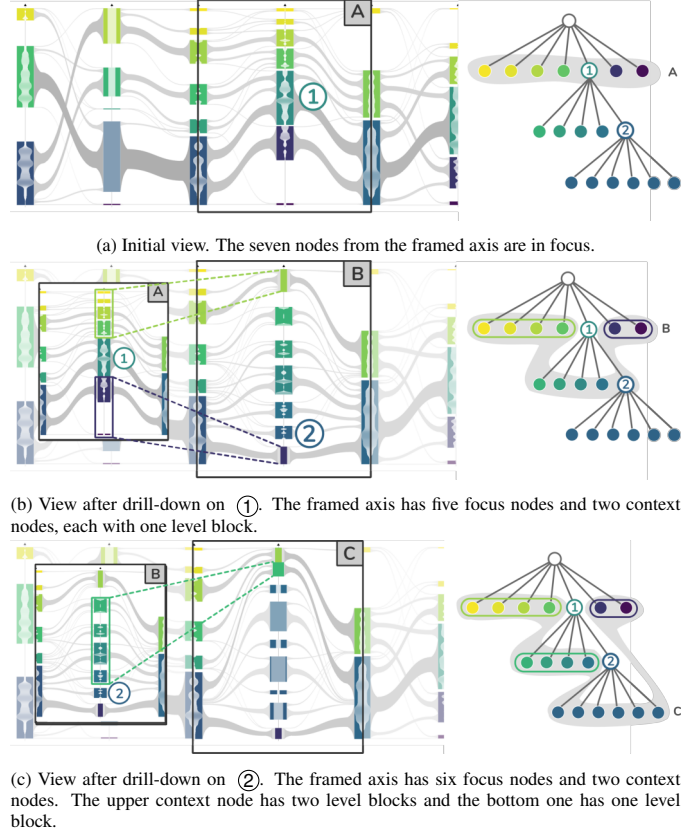 A
1
1
A
2
(a) Initial view. The seven nodes from the framed axis are in focus.
A
B
1
2
1
B
2
(b) View after drill-down on ①. The framed axis has five focus nodes and two context
nodes, each with one level block.
B
C
2
1
2
C
(c) View after drill-down on ②. The framed axis has six focus nodes and two context
nodes. The upper context node has two level blocks and the bottom one has one level
block.